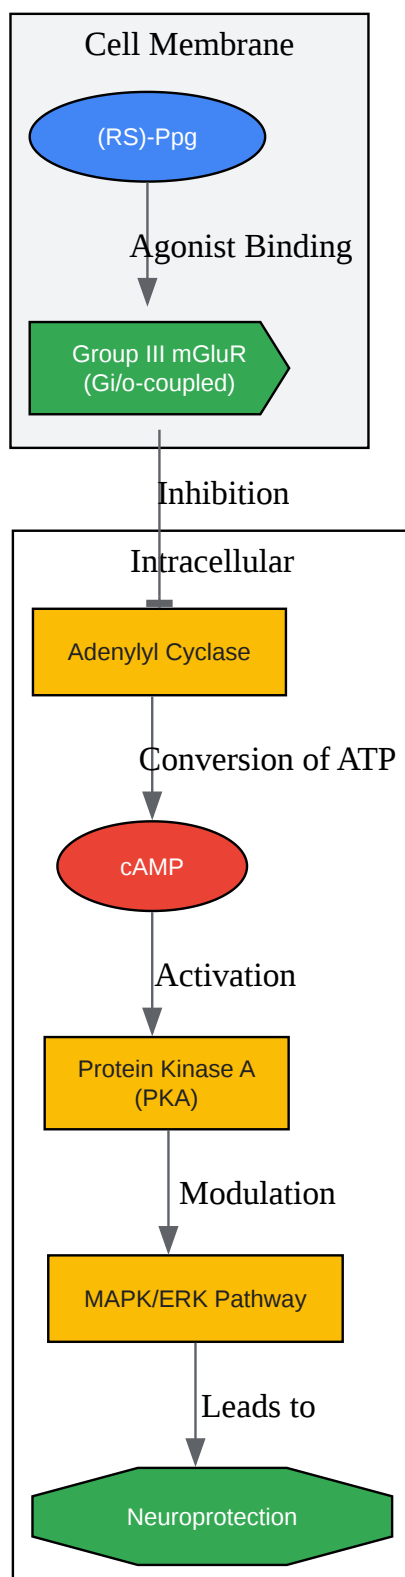 Cell Membrane
(RS)-Ppg
Agonist Binding
Group III mGluR
(Gi/o-coupled)
Inhibition
Intracellular
Adenylyl Cyclase
Conversion of ATP
cAMP
Activation
Protein Kinase A
(PKA)
Modulation
MAPK/ERK Pathway
Leads to
Neuroprotection